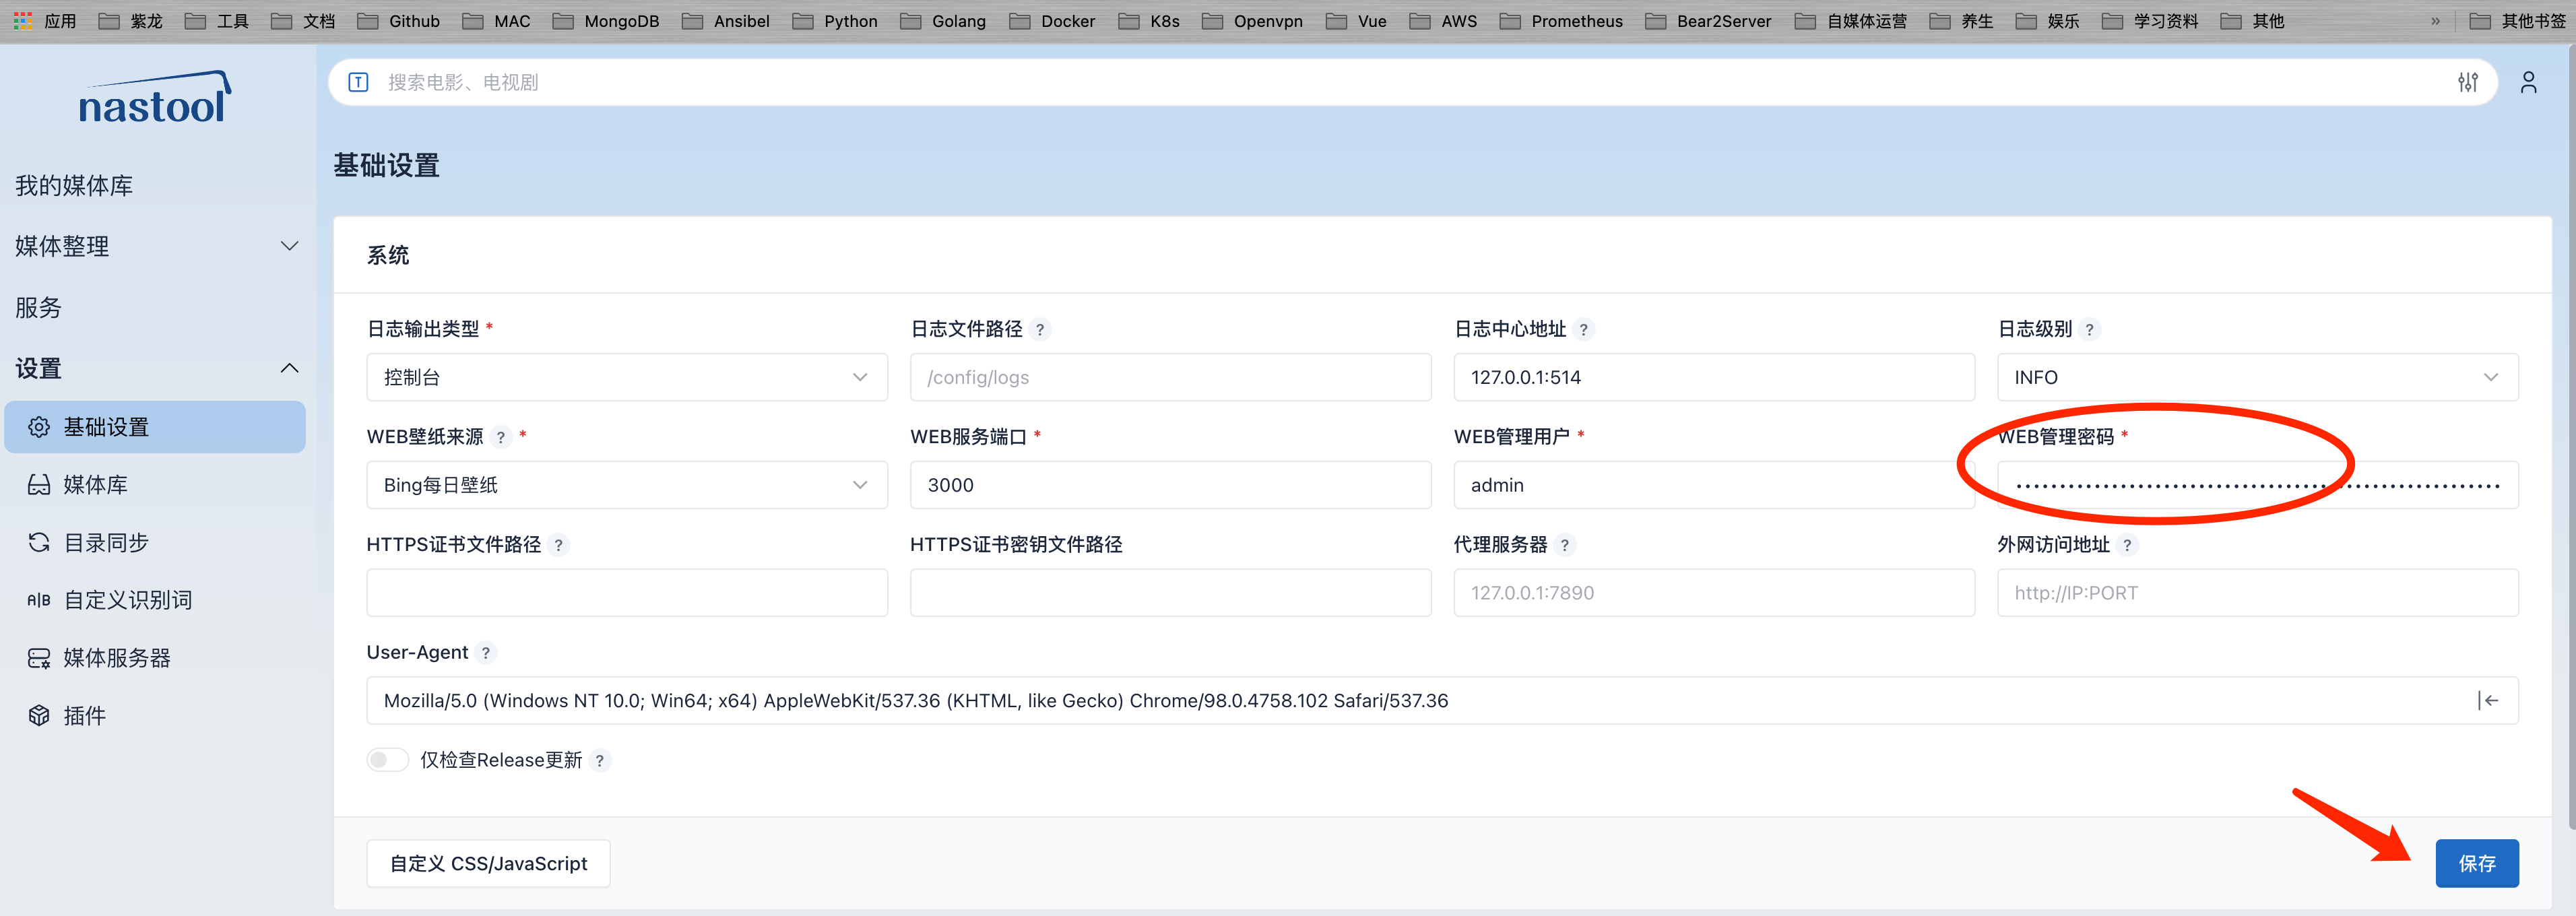 应用 紫龙 工具 文档 Github MAC MongoDB Ansibel Python Golang Docker K8s Openvpn Vue AWS Prometheus Bear2Server 自媒体运营 养生 娱乐 学习资料 其他 » 其他书签
nastool
T 搜索电影、电视剧
我的媒体库
媒体整理
服务
设置
基础设置
媒体库
目录同步
A|B 自定义识别词
媒体服务器
插件
基础设置
系统
日志输出类型 * 日志文件路径 ? 日志中心地址 ? 日志级别 ?
控制台 /config/logs 127.0.0.1:514 INFO
WEB壁纸来源 ? * WEB服务端口 * WEB管理用户 * WEB管理密码 *
Bing每日壁纸 3000 admin
HTTPS证书文件路径 ? HTTPS证书密钥文件路径 代理服务器 ? 外网访问地址 ?
127.0.0.1:7890 http://IP:PORT
User-Agent ?
Mozilla/5.0 (Windows NT 10.0; Win64; x64) AppleWebKit/537.36 (KHTML, like Gecko) Chrome/98.0.4758.102 Safari/537.36
仅检查Release更新 ?
自定义 CSS/JavaScript 保存